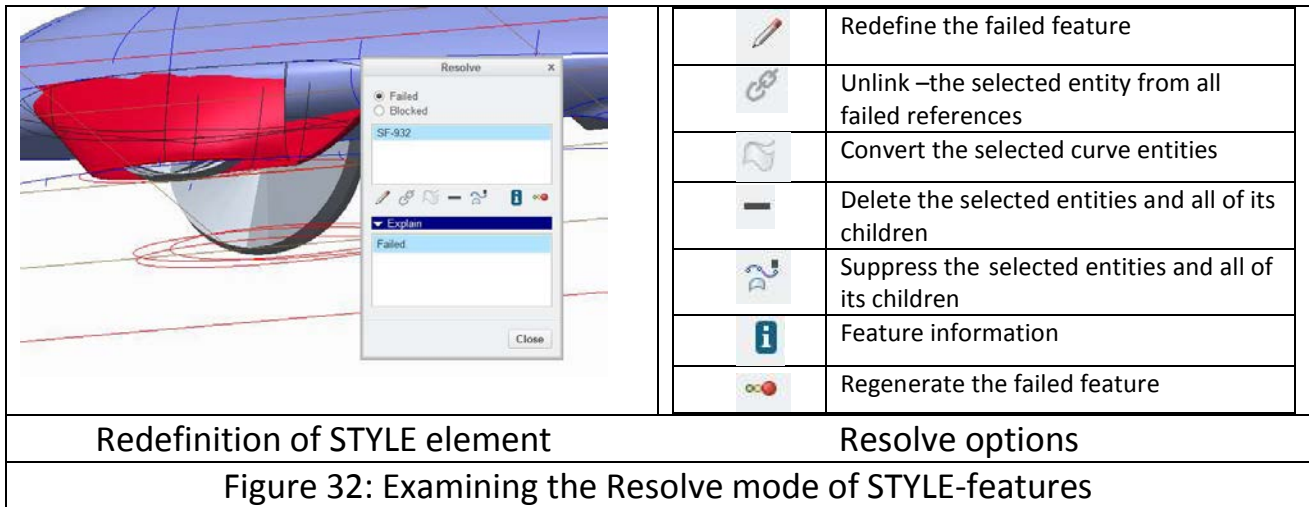 Resolve x
Failed
Blocked
SF-932
Explain
Failed
Close
Redefine the failed feature
Unlink –the selected entity from all
failed references
Convert the selected curve entities
Delete the selected entities and all of its
children
Suppress the selected entities and all of
its children
Feature information
Regenerate the failed feature
Redefinition of STYLE element
Resolve options
Figure 32: Examining the Resolve mode of STYLE-features